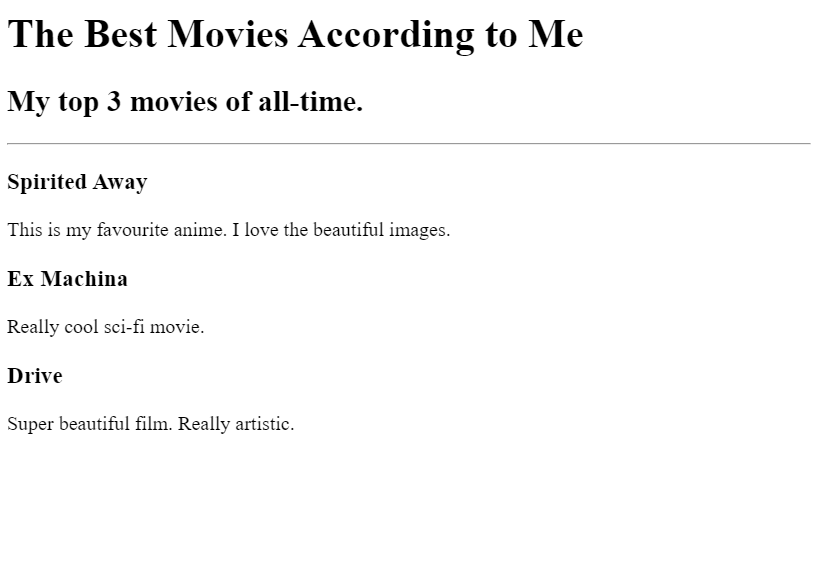 The Best Movies According to Me
My top 3 movies of all-time.
Spirited Away
This is my favourite anime. I love the beautiful images.
Ex Machina
Really cool sci-fi movie.
Drive
Super beautiful film. Really artistic.